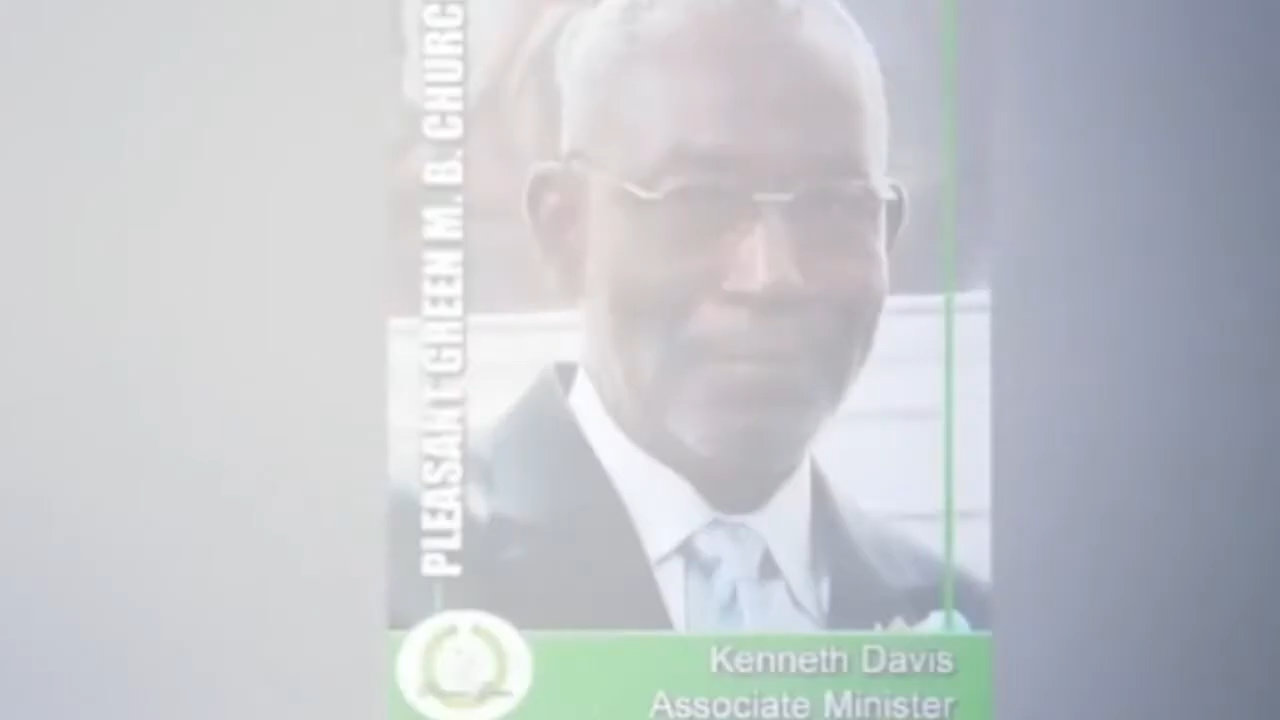 PLEASANT GREEN M. B. CHURC
Kenneth Davis
Associate Minister